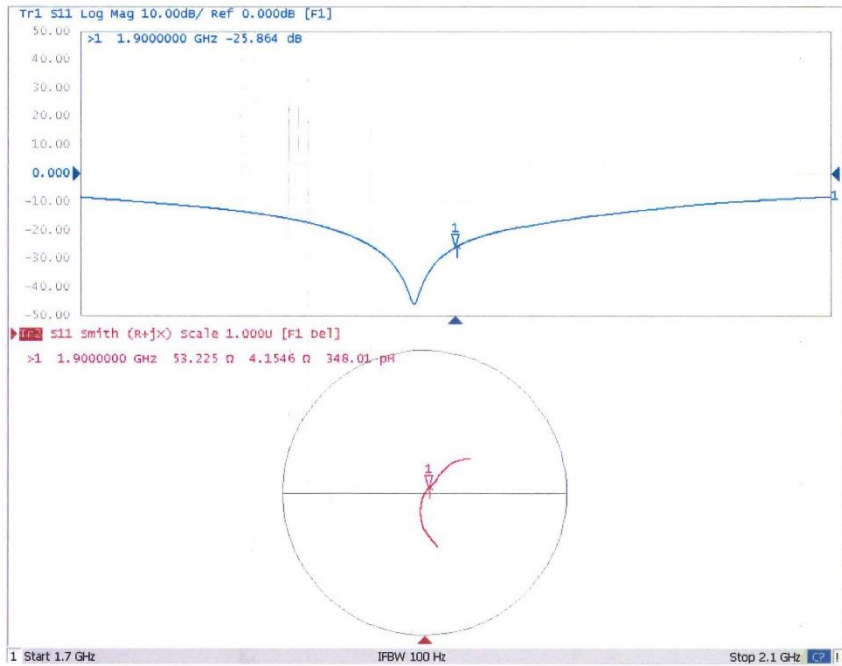 Tr1 S11 Log Mag 10.00dB/ Ref 0.000dB [F1]
50.00
>1 1.9000000 GHz -25.864 dB
40.00
30.00
20.00
10.00
0.000
-10.00
1
-20.00
1
-30.00
-40.00
-50.00
Tr2 S11 Smith (R+jX) Scale 1.000U [F1 Del]
>1 1.9000000 GHz 53.225 Ω 4.1546 Ω 348.01 pH
1
1 Start 1.7 GHz IFBW 100 Hz Stop 2.1 GHz C? !